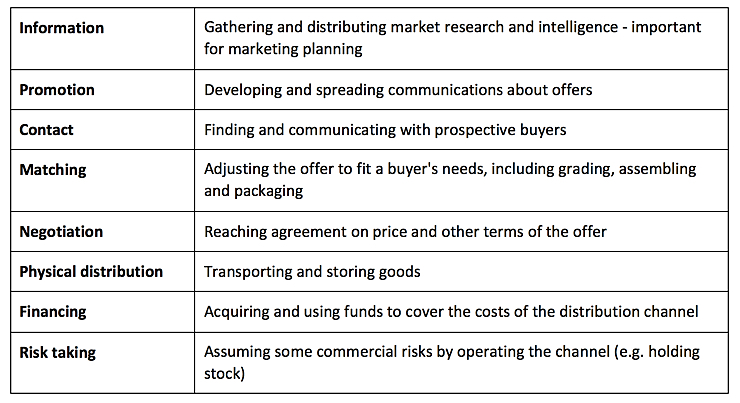 Information
Gathering and distributing market research and intelligence - important
for marketing planning
Promotion
Developing and spreading communications about offers
Contact
Finding and communicating with prospective buyers
Matching
Adjusting the offer to fit a buyer's needs, including grading, assembling
and packaging
Negotiation
Reaching agreement on price and other terms of the offer
Physical distribution
Transporting and storing goods
Financing
Acquiring and using funds to cover the costs of the distribution channel
Risk taking
Assuming some commercial risks by operating the channel (e.g. holding
stock)